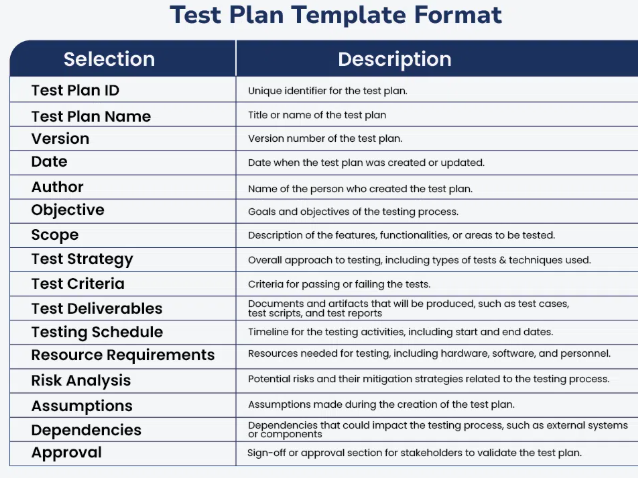 Test Plan Template Format
Selection Description
Test Plan ID Unique identifier for the test plan.
Test Plan Name Title or name of the test plan
Version Version number of the test plan.
Date Date when the test plan was created or updated.
Author Name of the person who created the test plan.
Objective Goals and objectives of the testing process.
Scope Description of the features, functionalities, or areas to be tested.
Test Strategy Overall approach to testing, including types of tests & techniques used.
Test Criteria Criteria for passing or failing the tests.
Test Deliverables Documents and artifacts that will be produced, such as test cases,
test scripts, and test reports
Testing Schedule Timeline for the testing activities, including start and end dates.
Resource Requirements Resources needed for testing, including hardware, software, and personnel.
Risk Analysis Potential risks and their mitigation strategies related to the testing process.
Assumptions Assumptions made during the creation of the test plan.
Dependencies Dependencies that could impact the testing process, such as external systems
or components
Approval Sign-off or approval section for stakeholders to validate the test plan.